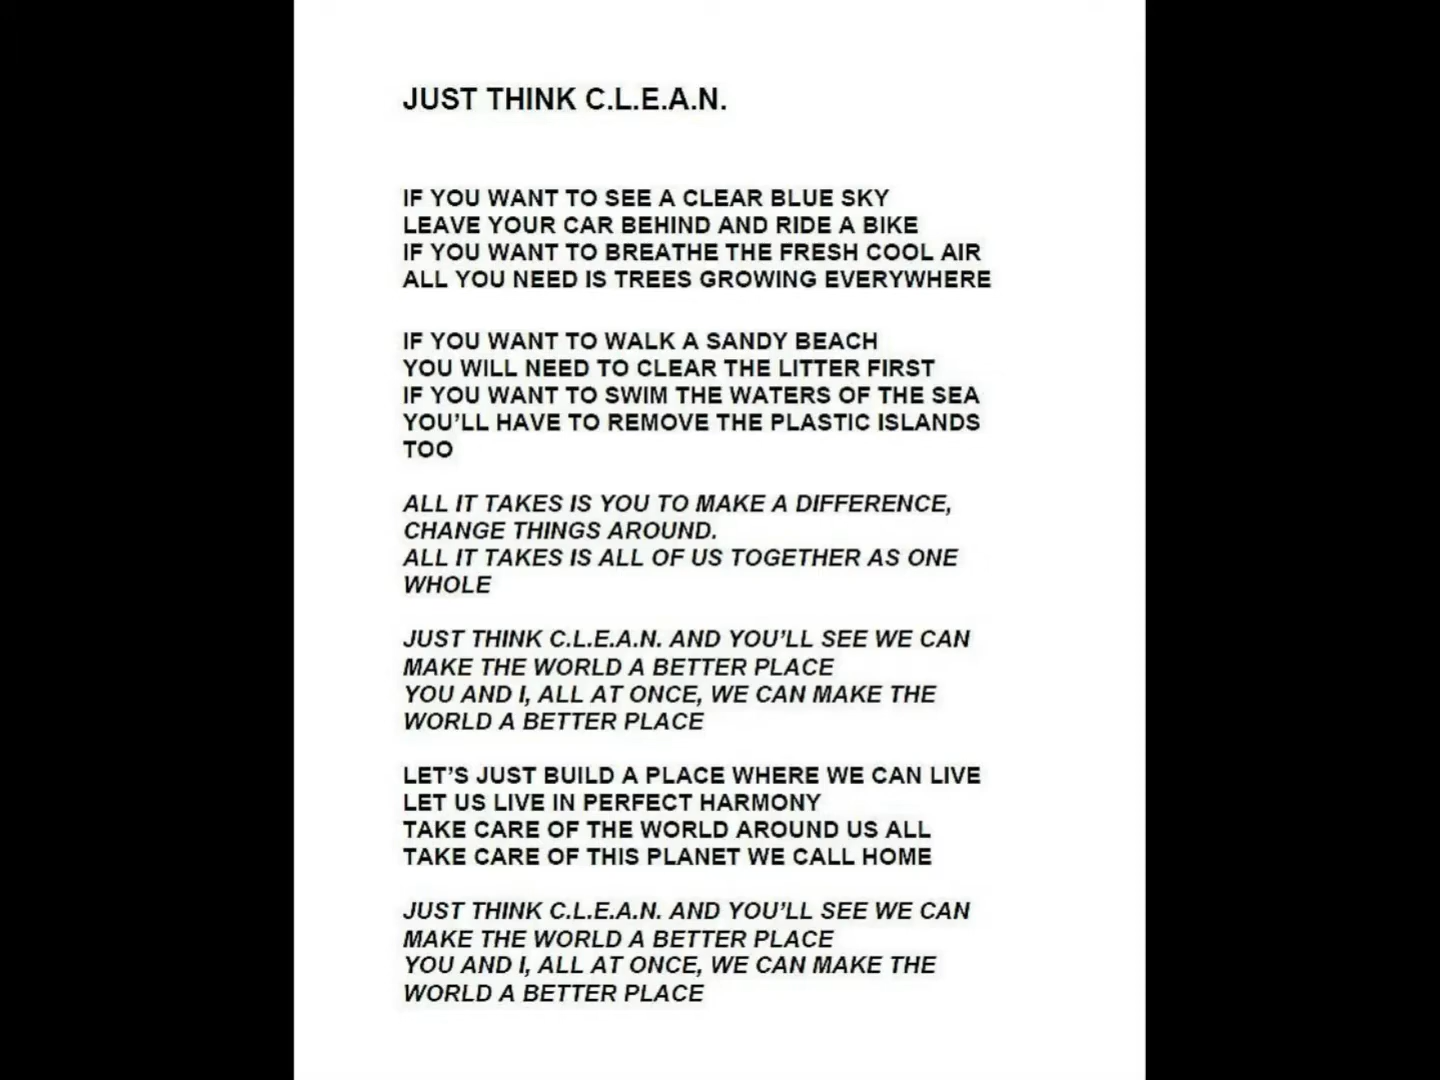 JUST THINK C.L.E.A.N.
IF YOU WANT TO SEE A CLEAR BLUE SKY
LEAVE YOUR CAR BEHIND AND RIDE A BIKE
IF YOU WANT TO BREATHE THE FRESH COOL AIR
ALL YOU NEED IS TREES GROWING EVERYWHERE
IF YOU WANT TO WALK A SANDY BEACH
YOU WILL NEED TO CLEAR THE LITTER FIRST
IF YOU WANT TO SWIM THE WATERS OF THE SEA
YOU'LL HAVE TO REMOVE THE PLASTIC ISLANDS
TOO
ALL IT TAKES IS YOU TO MAKE A DIFFERENCE,
CHANGE THINGS AROUND.
ALL IT TAKES IS ALL OF US TOGETHER AS ONE
WHOLE
JUST THINK C.L.E.A.N. AND YOU'LL SEE WE CAN
MAKE THE WORLD A BETTER PLACE
YOU AND I, ALL AT ONCE, WE CAN MAKE THE
WORLD A BETTER PLACE
LET'S JUST BUILD A PLACE WHERE WE CAN LIVE
LET US LIVE IN PERFECT HARMONY
TAKE CARE OF THE WORLD AROUND US ALL
TAKE CARE OF THIS PLANET WE CALL HOME
JUST THINK C.L.E.A.N. AND YOU'LL SEE WE CAN
MAKE THE WORLD A BETTER PLACE
YOU AND I, ALL AT ONCE, WE CAN MAKE THE
WORLD A BETTER PLACE